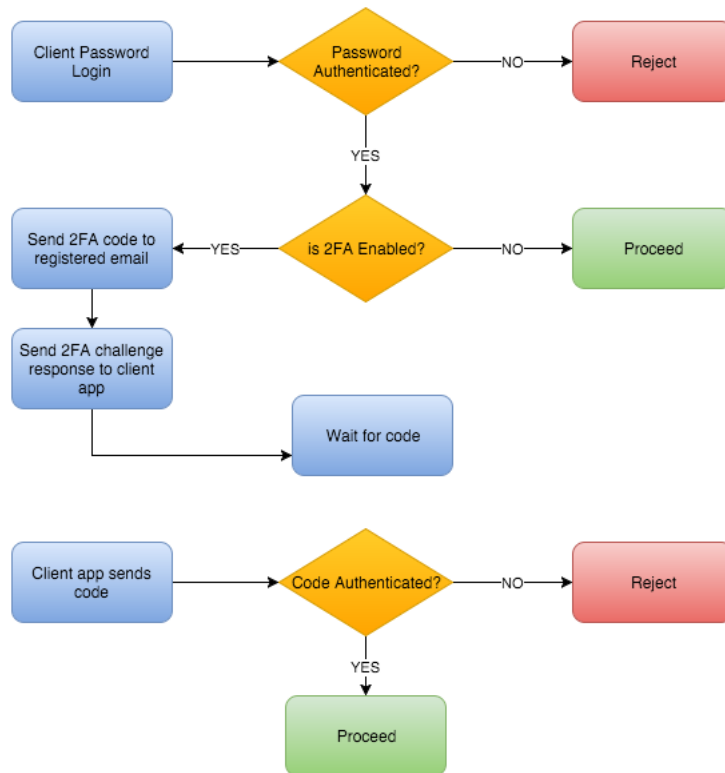 Client Password
Login
Password
Authenticated?
NO
Reject
YES
Send 2FA code to
registered email
YES
is 2FA Enabled?
NO
Proceed
Send 2FA challenge
response to client
app
Wait for code
Client app sends
code
Code Authenticated?
NO
Reject
YES
Proceed